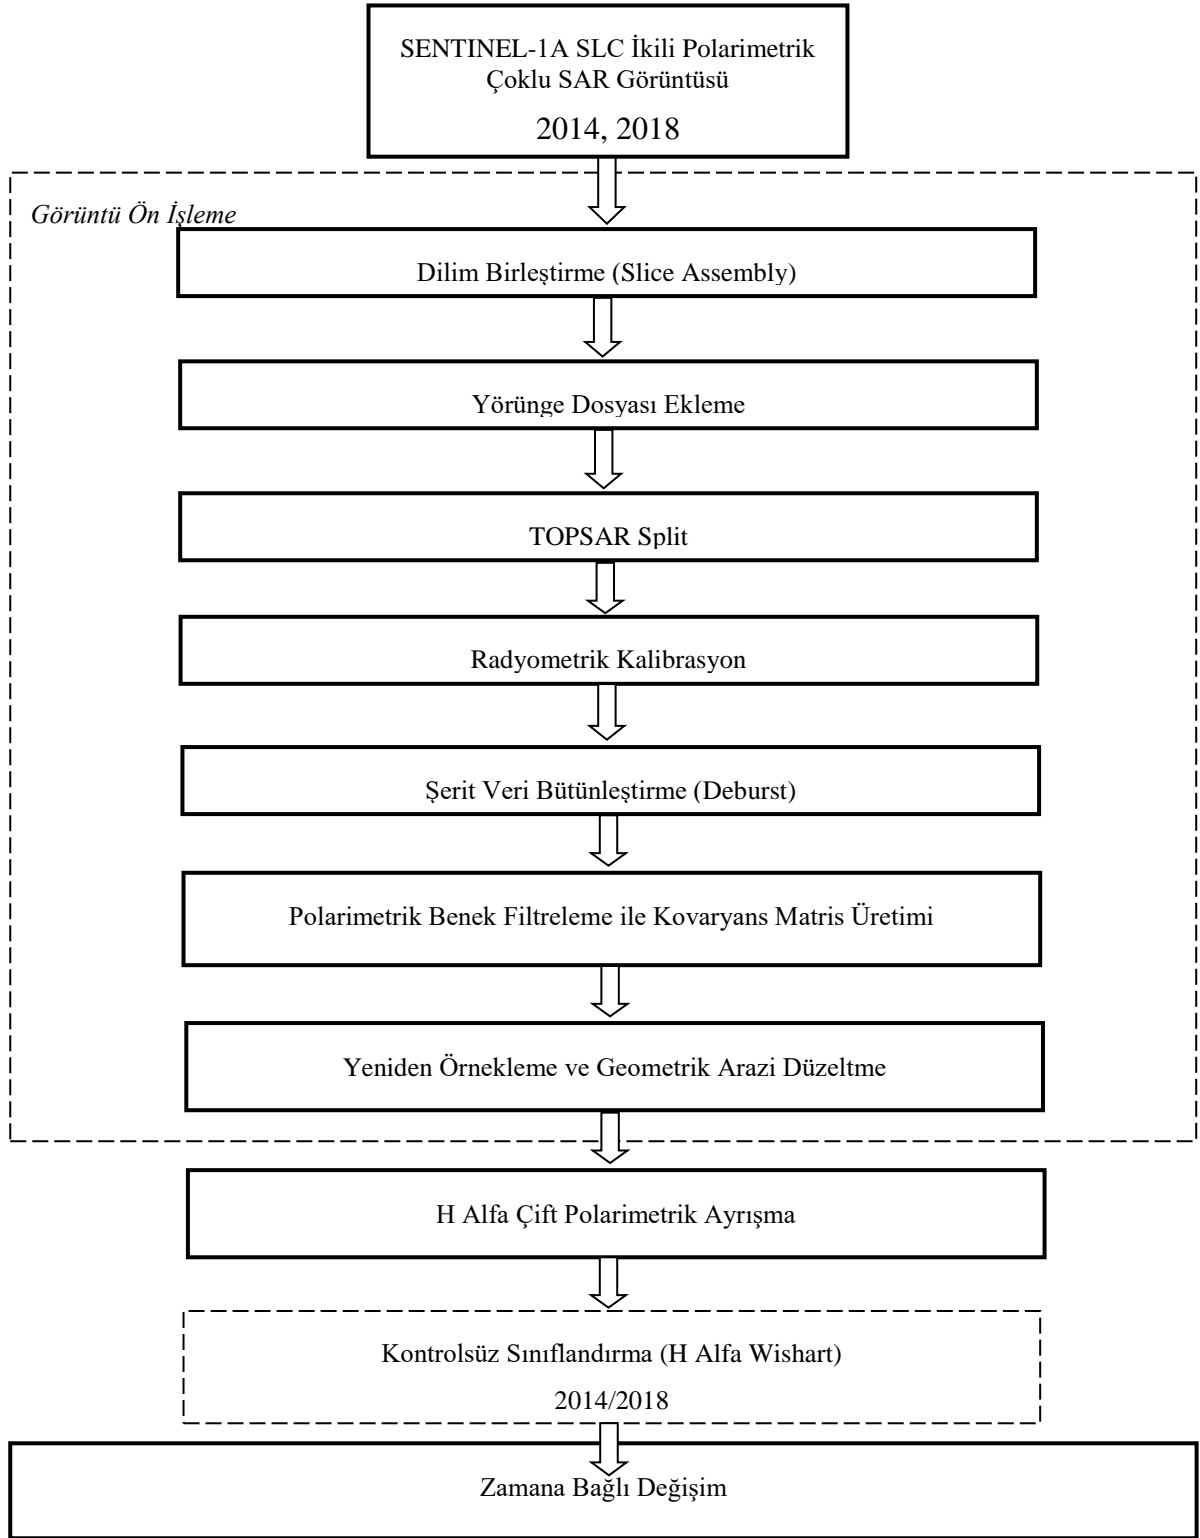 SENTINEL-1A SLC İkili Polarimetrik
Çoklu SAR Görüntüsü
2014, 2018
Görüntü Ön İşleme
Dilim Birleştirme (Slice Assembly)
Yörünge Dosyası Ekleme
TOPSAR Split
Radyometrik Kalibrasyon
Şerit Veri Bütünleştirme (Deburst)
Polarimetrik Benek Filtreleme ile Kovaryans Matris Üretimi
Yeniden Örnekleme ve Geometrik Arazi Düzeltme
H Alfa Çift Polarimetrik Ayrışma
Kontrolsüz Sınıflandırma (H Alfa Wishart)
2014/2018
Zamana Bağlı Değişim